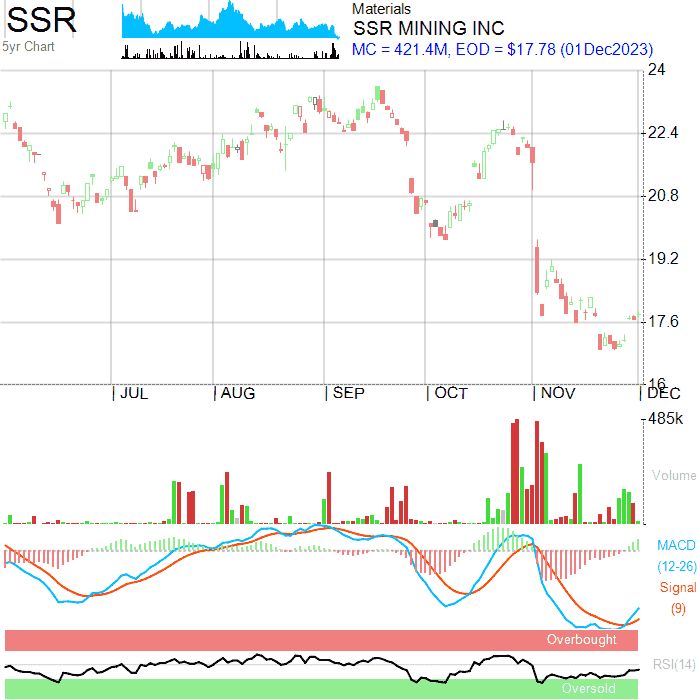 SSR
5yr Chart
Materials
SSR MINING INC
MC = 421.4M, EOD = $17.78 (01Dec2023)
24
22.4
20.8
19.2
17.6
16
JUL
AUG
SEP
OCT
NOV
DEC
485k
Volume
MACD
(12-26)
Signal
(9)
Overbought
RSI(14)
Oversold